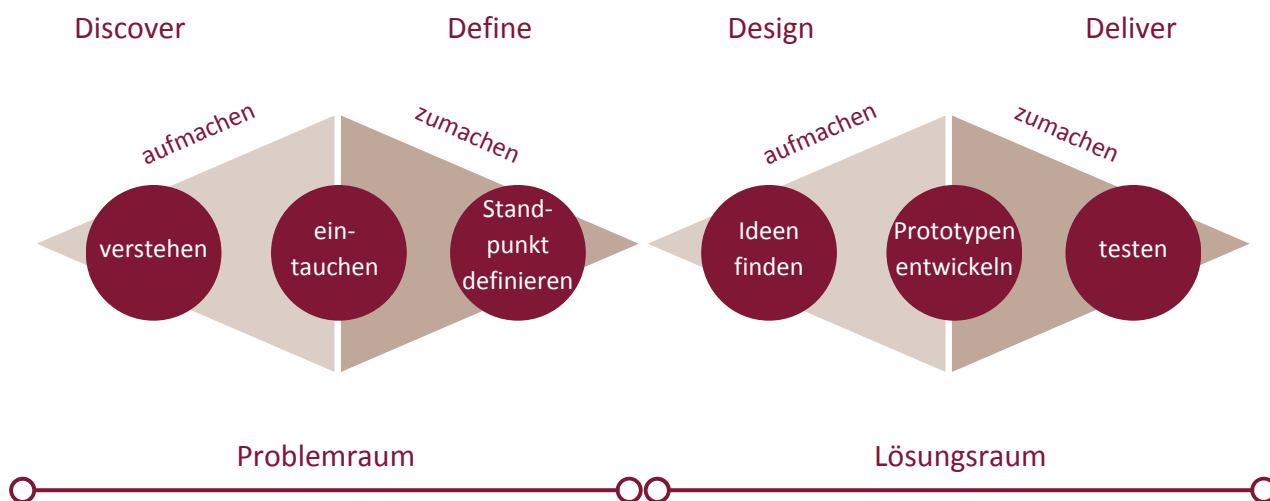 Discover
Define
Design
Deliver
aufmachen
zumachen
aufmachen
zumachen
verstehen
ein-
tauchen
Stand-
punkt
definieren
Ideen
finden
Prototypen
entwickeln
testen
Problemraum
Lösungsraum